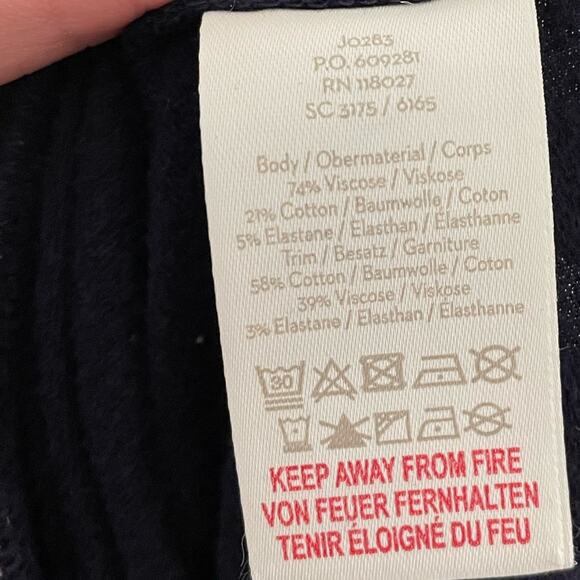 J0283
P.O. 609281
RN 118027
SC 3175 / 6165
Body / Obermaterial / Corps
74% Viscose / Viskose
21% Cotton / Baumwolle / Coton
5% Elastane / Elasthan / Elasthanne
Trim / Besatz / Garniture
58% Cotton / Baumwolle / Coton
39% Viscose / Viskose
3% Elastane / Elasthan / Elasthanne
30
KEEP AWAY FROM FIRE
VON FEUER FERNHALTEN
TENIR ÉLOIGNÉ DU FEU